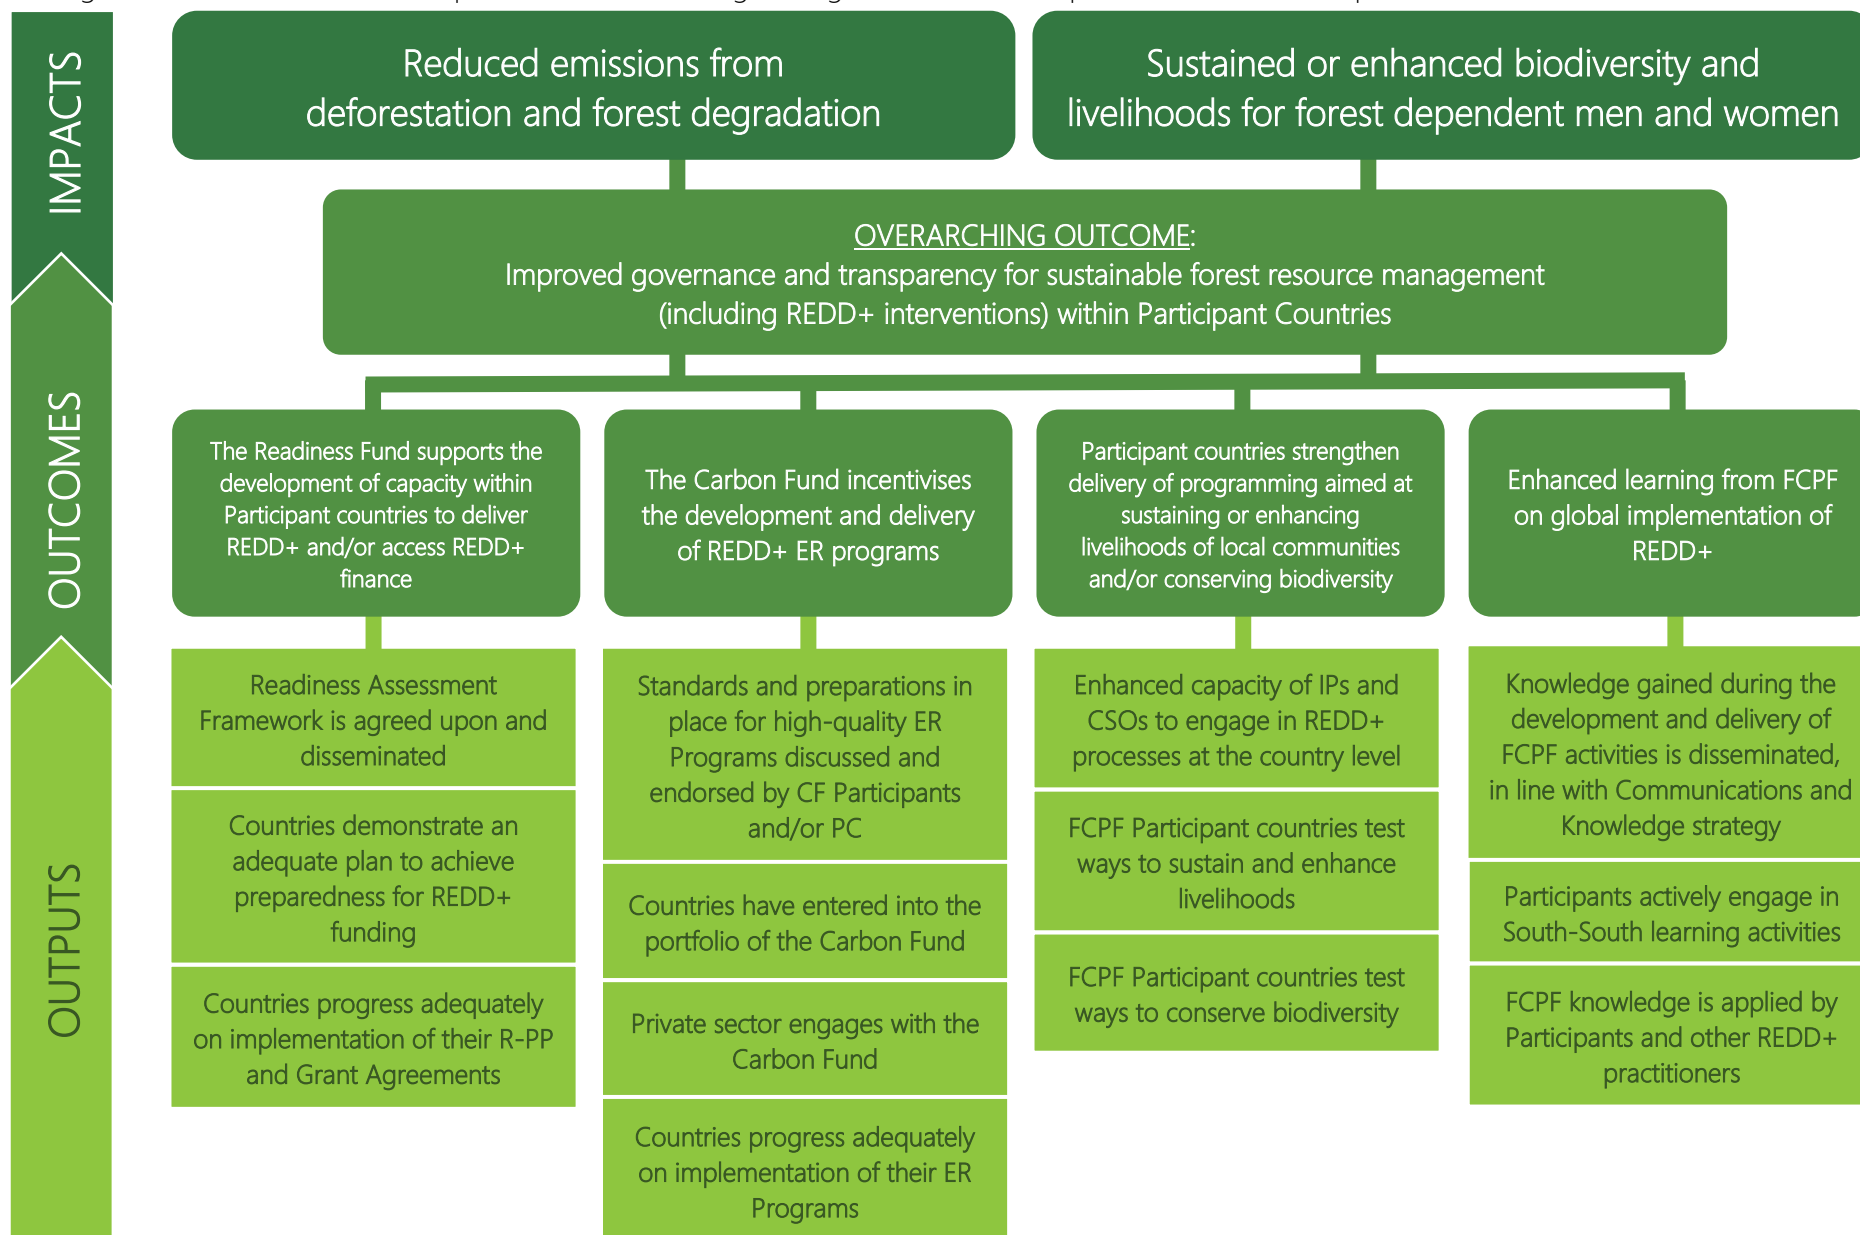 IMPACTS
Reduced emissions from
deforestation and forest degradation
Sustained or enhanced biodiversity and
livelihoods for forest dependent men and women
OVERARCHING OUTCOME:
Improved governance and transparency for sustainable forest resource management
(including REDD+ interventions) within Participant Countries
OUTCOMES
The Readiness Fund supports the
development of capacity within
Participant countries to deliver
REDD+ and/or access REDD+
finance
The Carbon Fund incentivises
the development and delivery
of REDD+ ER programs
Participant countries strengthen
delivery of programming aimed at
sustaining or enhancing
livelihoods of local communities
and/or conserving biodiversity
Enhanced learning from FCPF
on global implementation of
REDD+
OUTPUTS
Readiness Assessment
Framework is agreed upon and
disseminated
Countries demonstrate an
adequate plan to achieve
preparedness for REDD+
funding
Countries progress adequately
on implementation of their R-PP
and Grant Agreements
Standards and preparations in
place for high-quality ER
Programs discussed and
endorsed by CF Participants
and/or PC
Countries have entered into the
portfolio of the Carbon Fund
Private sector engages with the
Carbon Fund
Countries progress adequately
on implementation of their ER
Programs
Enhanced capacity of IPs and
CSOs to engage in REDD+
processes at the country level
FCPF Participant countries test
ways to sustain and enhance
livelihoods
FCPF Participant countries test
ways to conserve biodiversity
Knowledge gained during the
development and delivery of
FCPF activities is disseminated,
in line with Communications and
Knowledge strategy
Participants actively engage in
South-South learning activities
FCPF knowledge is applied by
Participants and other REDD+
practitioners